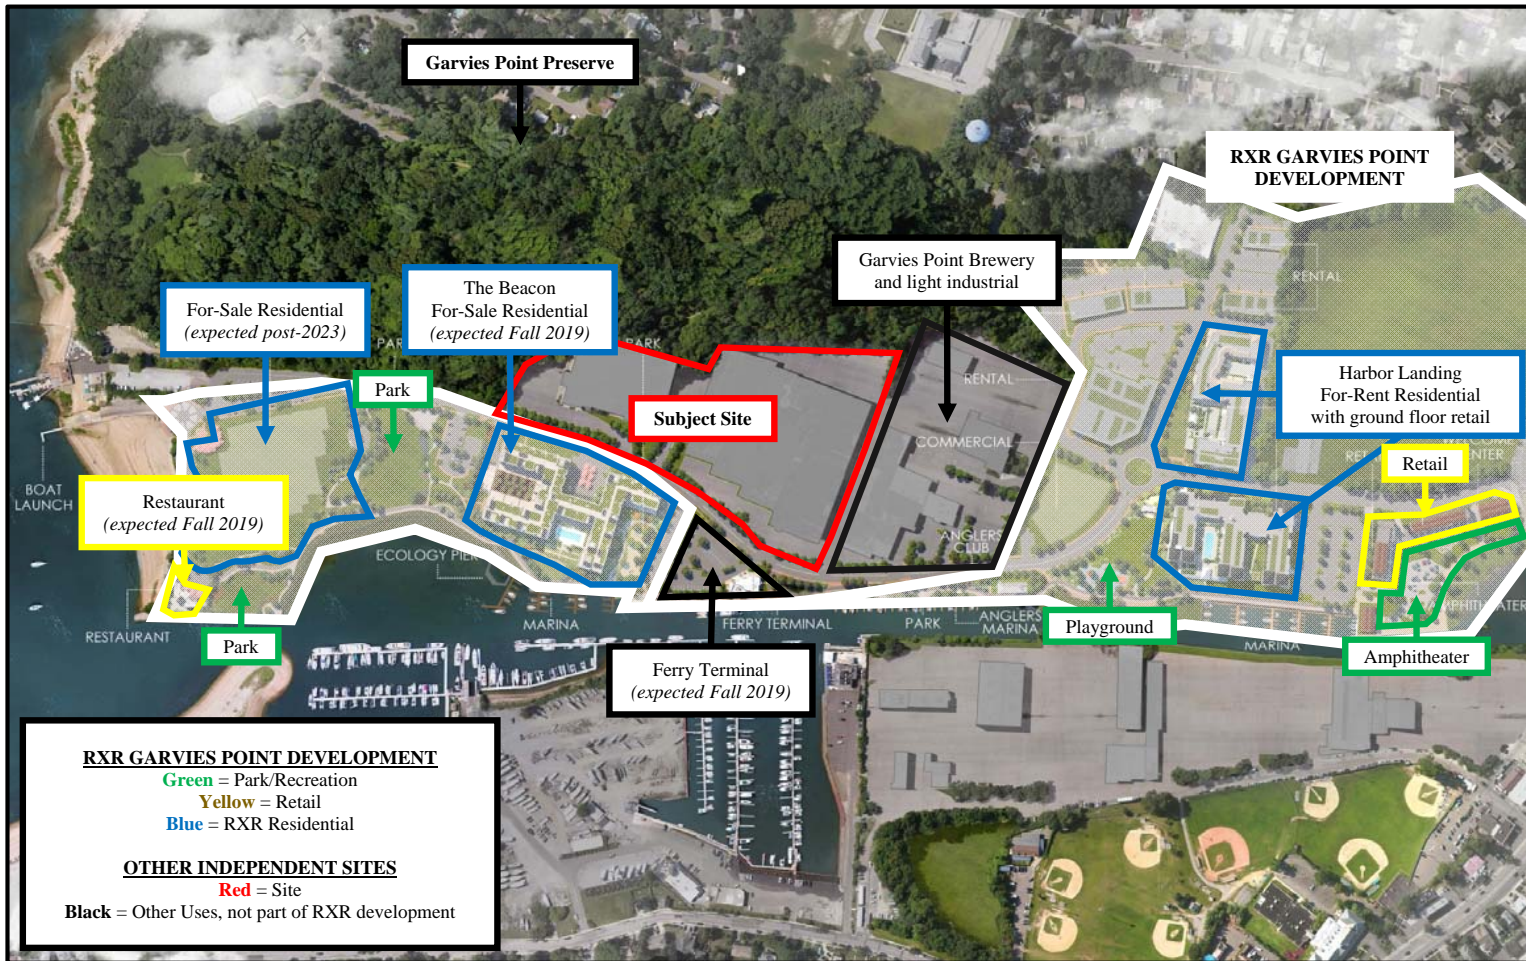 Garvies Point Preserve
RXR GARVIES POINT
DEVELOPMENT
Garvies Point Brewery
and light industrial
The Beacon
For-Sale Residential
(expected Fall 2019)
For-Sale Residential
(expected post-2023)
RENTAL
PARK
Park
RENTAL
Harbor Landing
For-Rent Residential
with ground floor retail
Subject Site
COMMERCIAL
Retail
BOAT
LAUNCH
Restaurant
(expected Fall 2019)
ANGLERS
CLUB
ECOLOGY PIER
RESTAURANT
Park
MARINA
FERRY TERMINAL
PARK
ANGLERS
MARINA
Playground
MARINA
Amphitheater
Ferry Terminal
(expected Fall 2019)
RXR GARVIES POINT DEVELOPMENT
Green = Park/Recreation
Yellow = Retail
Blue = RXR Residential
OTHER INDEPENDENT SITES
Red = Site
Black = Other Uses, not part of RXR development